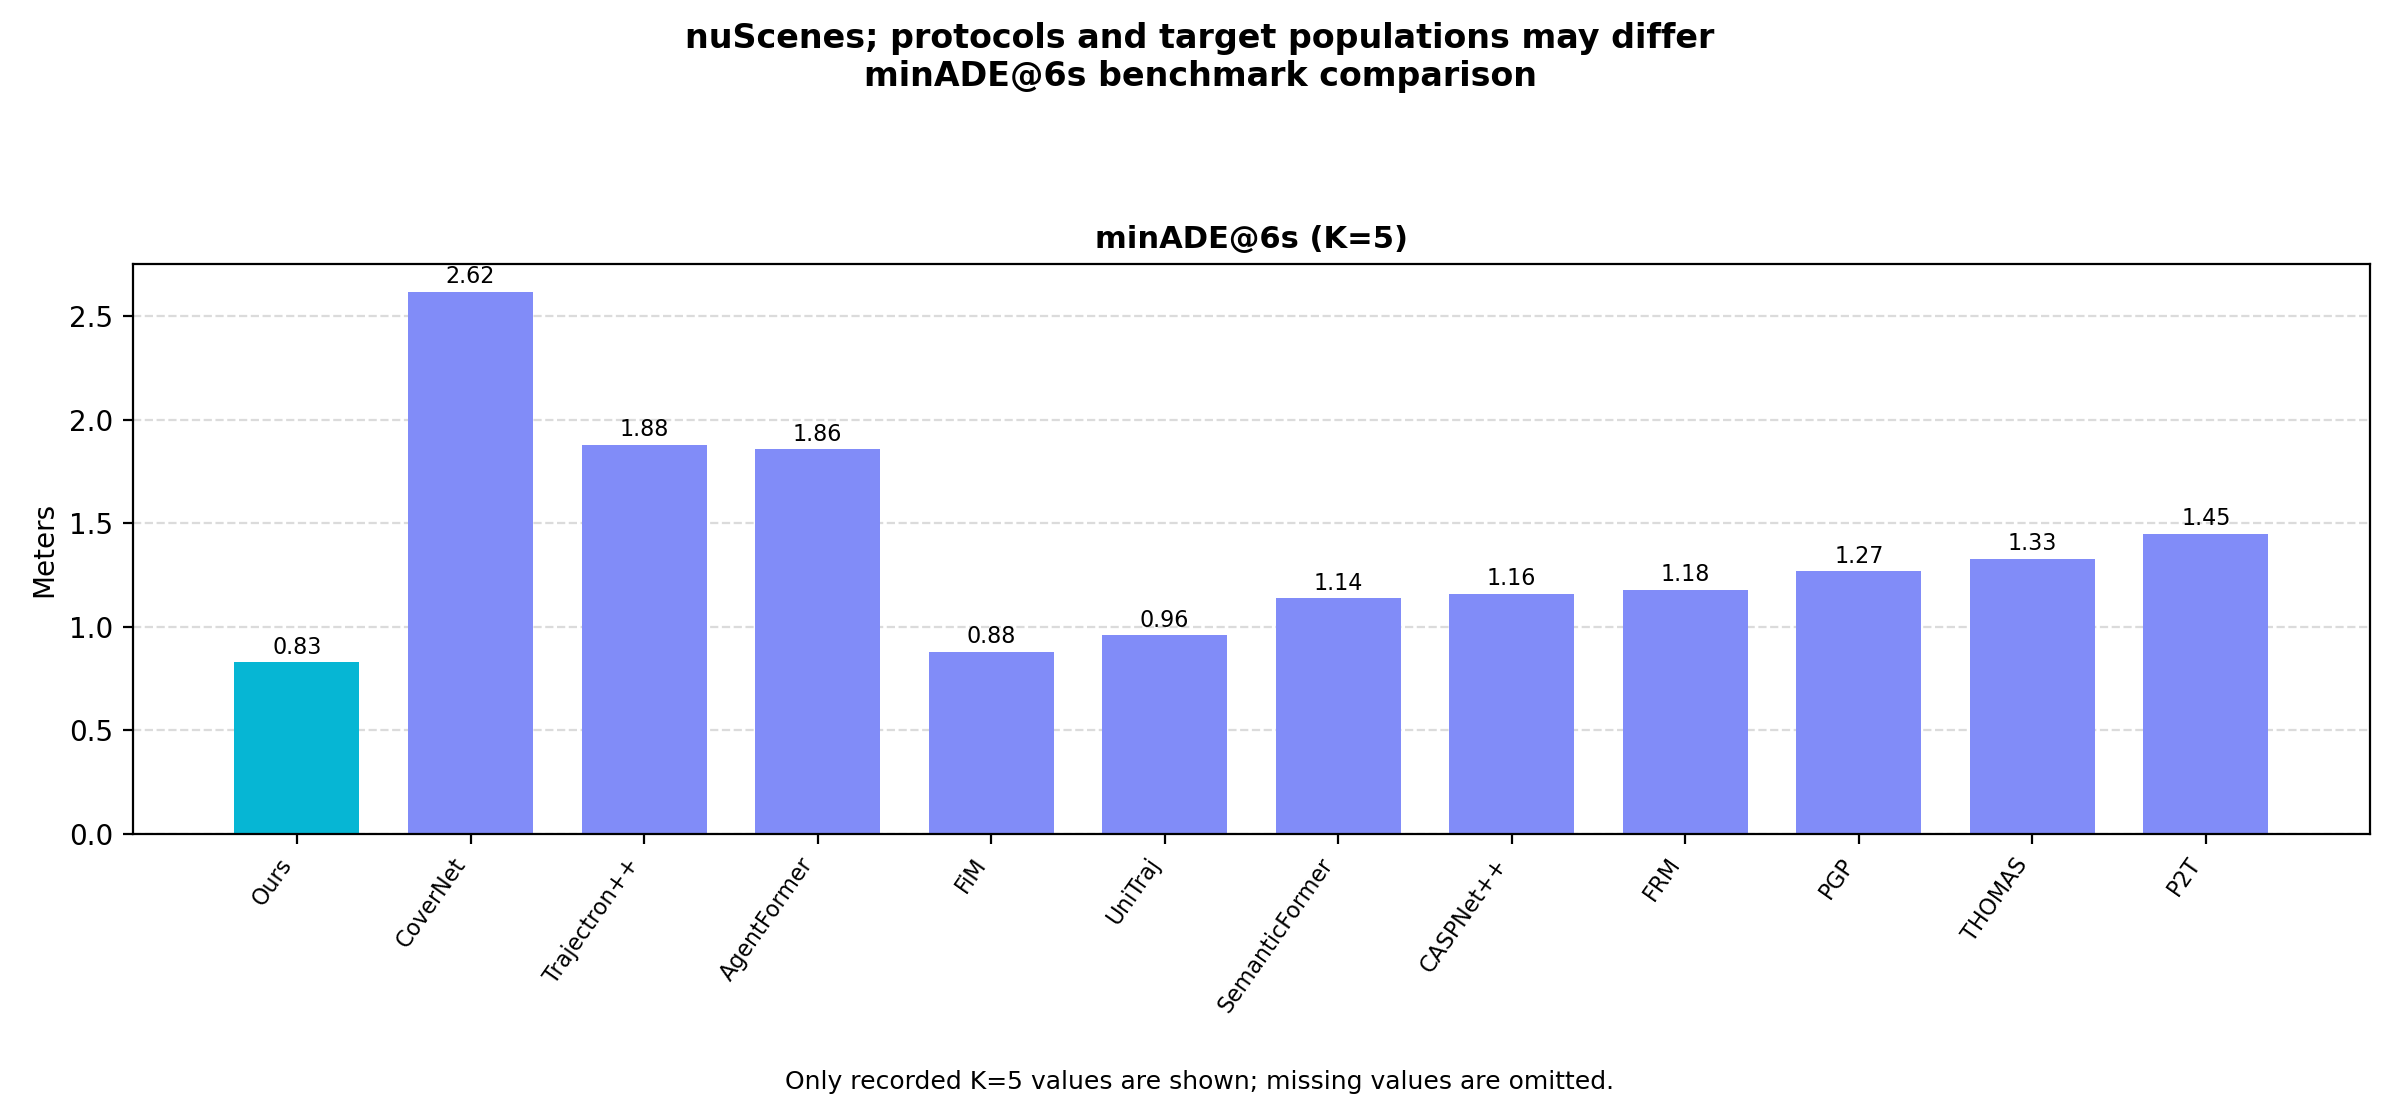 nuScenes; protocols and target populations may differ
minADE@6s benchmark comparison
minADE@6s (K=5)
Meters
2.5
2.0
1.5
1.0
0.5
0.0
0.83
2.62
1.88
1.86
0.88
0.96
1.14
1.16
1.18
1.27
1.33
1.45
Ours
CoverNet
Trajectron++
AgentFormer
FiM
UniTraj
SemanticFormer
CASPNet++
FRM
PGP
THOMAS
P2T
Only recorded K=5 values are shown; missing values are omitted.